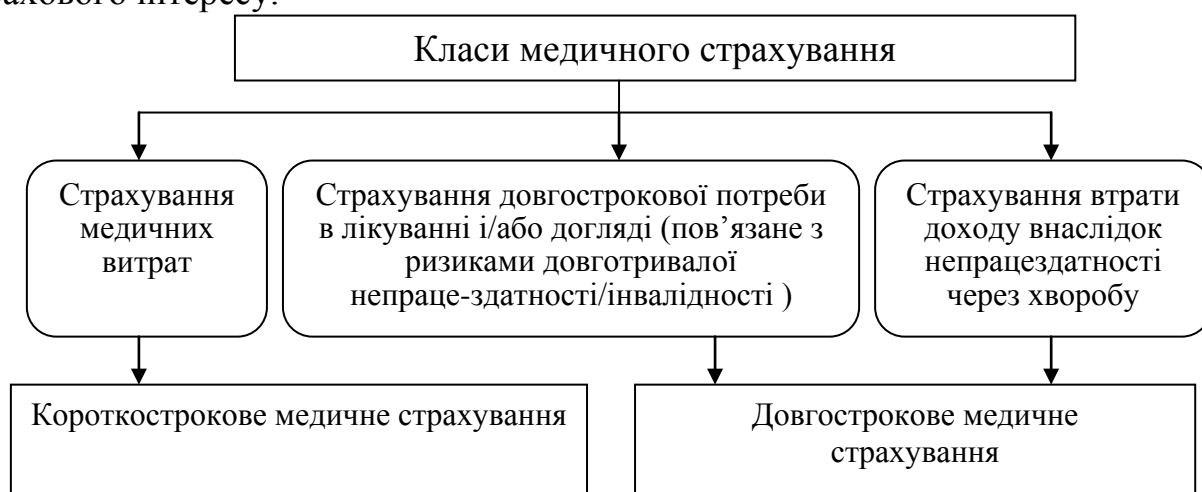 ахового інтересу.
Класи медичного страхування
Страхування
медичних
витрат
Страхування довгострокової потреби
в лікуванні і/або догляді (пов’язане з
ризиками довготривалої
непраце-здатності/інвалідності )
Страхування втрати
доходу внаслідок
непрацездатності
через хворобу
Короткострокове медичне страхування
Довгострокове медичне
страхування